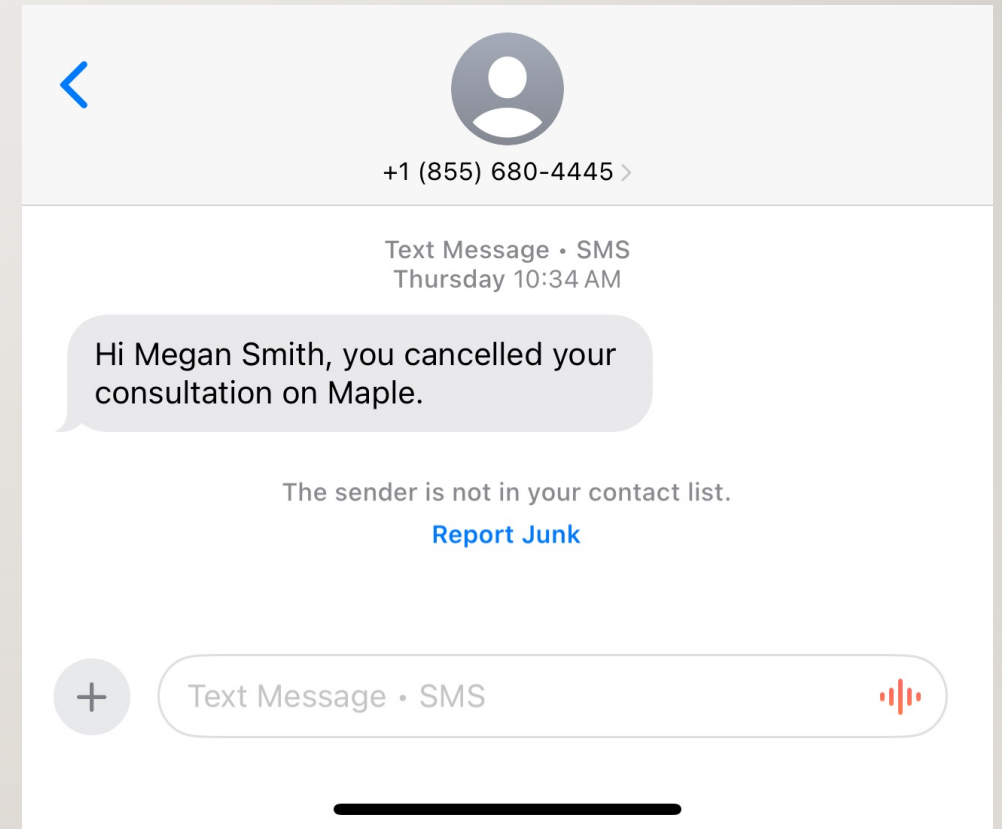 +1 (855) 680-4445
Text Message • SMS
Thursday 10:34 AM
Hi Megan Smith, you cancelled your
consultation on Maple.
The sender is not in your contact list.
Report Junk
Text Message • SMS